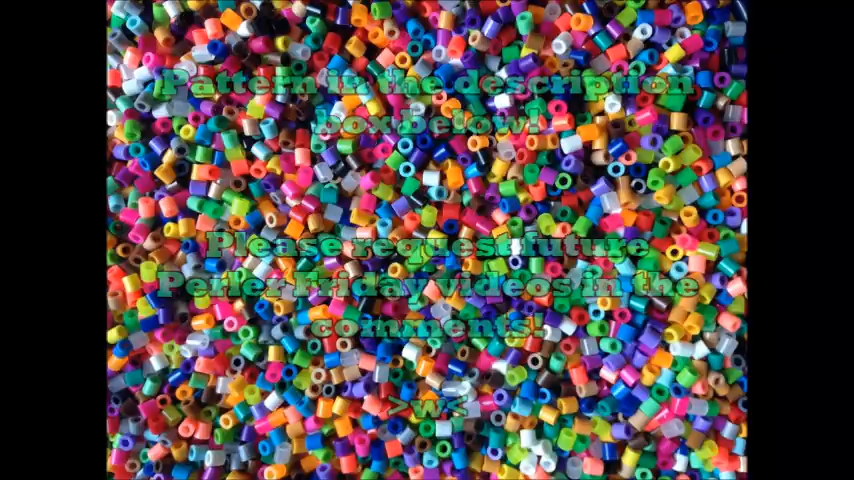 Pattern in the description
box below!
Please request future
Perler Friday videos in the
comments!
>w<